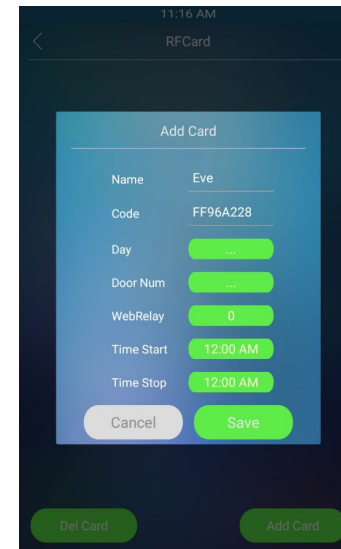 11:16 AM
RFCard
Add Card
Name Eve
Code FF96A228
Day ...
Door Num ...
WebRelay 0
Time Start 12:00 AM
Time Stop 12:00 AM
Cancel Save
Del Card Add Card